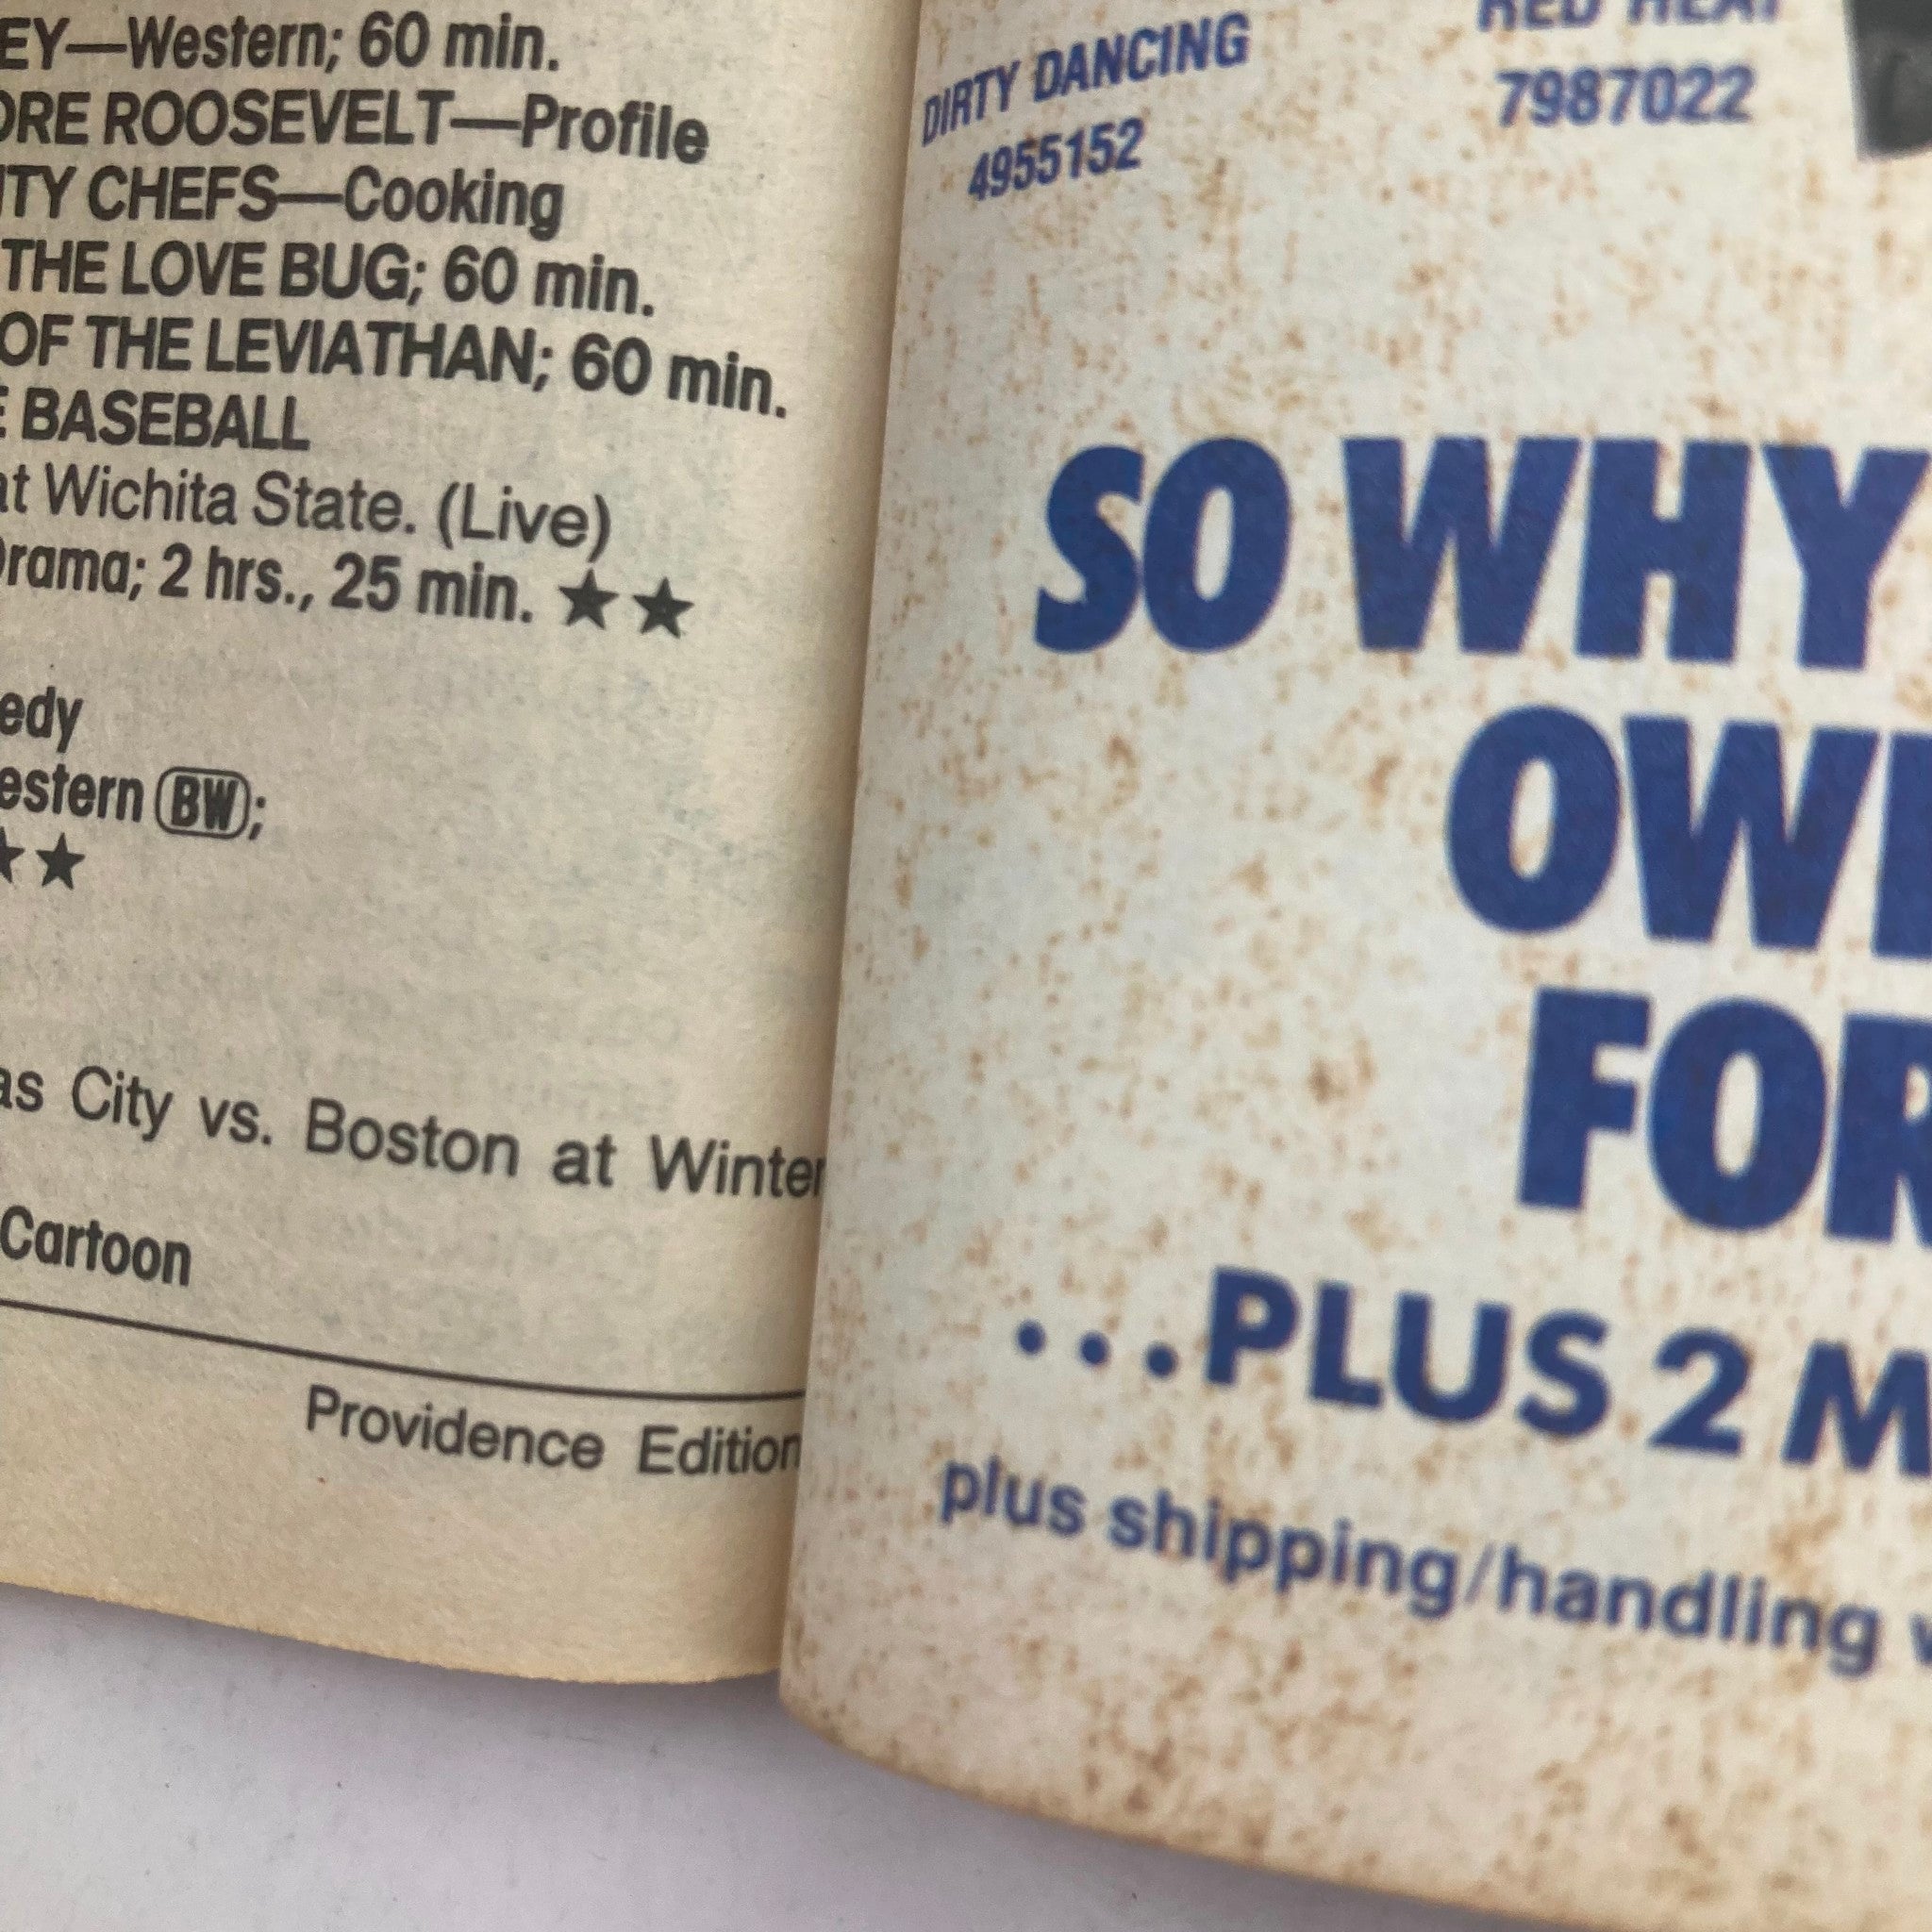 EY—Western; 60 min.
ORE ROOSEVELT—Profile
ITY CHEFS—Cooking
THE LOVE BUG; 60 min.
OF THE LEVIATHAN; 60 min.
E BASEBALL
at Wichita State. (Live)
Drama; 2 hrs., 25 min. ★★
edy
estern BW;
★★
as City vs. Boston at Winter
Cartoon
Providence Edition
DIRTY DANCING
4955152
RED HEAT
7987022
SO WHY
OW
FOR
...PLUS 2 M
plus shipping/handling